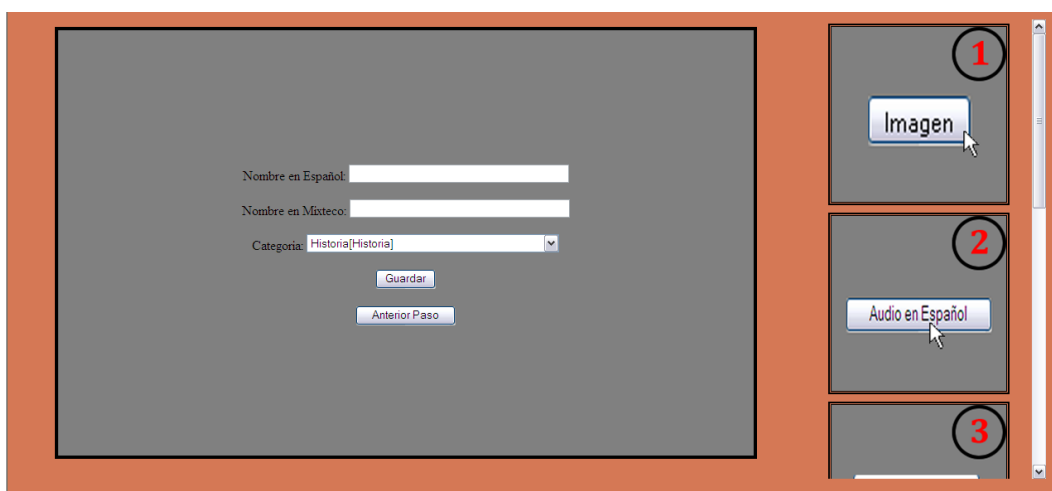 Nombre en Español:
Nombre en Mixteco:
Categoría: Historia[Historia]
Guardar
Anterior Paso
1
Imagen
2
Audio en Español
3